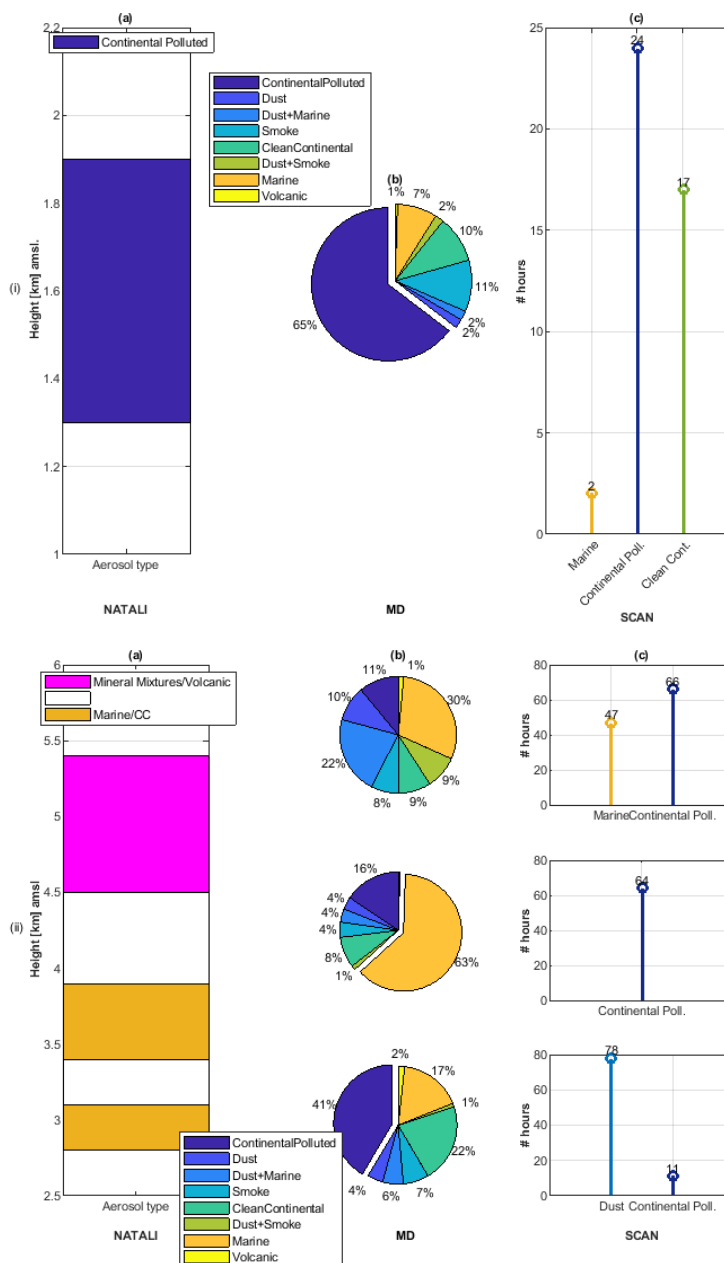 (a)
(c)
2.2
Continental Polluted
2
1.8
1.6
1.4
1.2
1
Height [km] amsl.
(i)
Aerosol type
NATALI
ContinentalPolluted
Dust
Dust+Marine
Smoke
CleanContinental
Dust+Smoke
Marine
Volcanic
(b)
1%
7%
2%
10%
11%
2%
2%
65%
MD
25
20
15
10
5
0
# hours
2
24
17
Marine
Continental Poll.
Clean Cont.
SCAN
(a)
(b)
(c)
6
5.5
5
4.5
4
3.5
3
2.5
Mineral Mixtures/Volcanic
Marine/CC
Height [km] amsl
(ii)
Aerosol type
NATALI
11%
1%
30%
9%
9%
8%
22%
10%
16%
4%
4%
4%
8%
1%
63%
2%
17%
1%
22%
7%
6%
4%
41%
ContinentalPolluted
Dust
Dust+Marine
Smoke
CleanContinental
Dust+Smoke
Marine
Volcanic
MD
80
60
40
20
0
# hours
47
66
Marine Continental Poll.
80
60
40
20
0
# hours
64
Continental Poll.
80
60
40
20
0
# hours
78
11
Dust Continental Poll.
SCAN